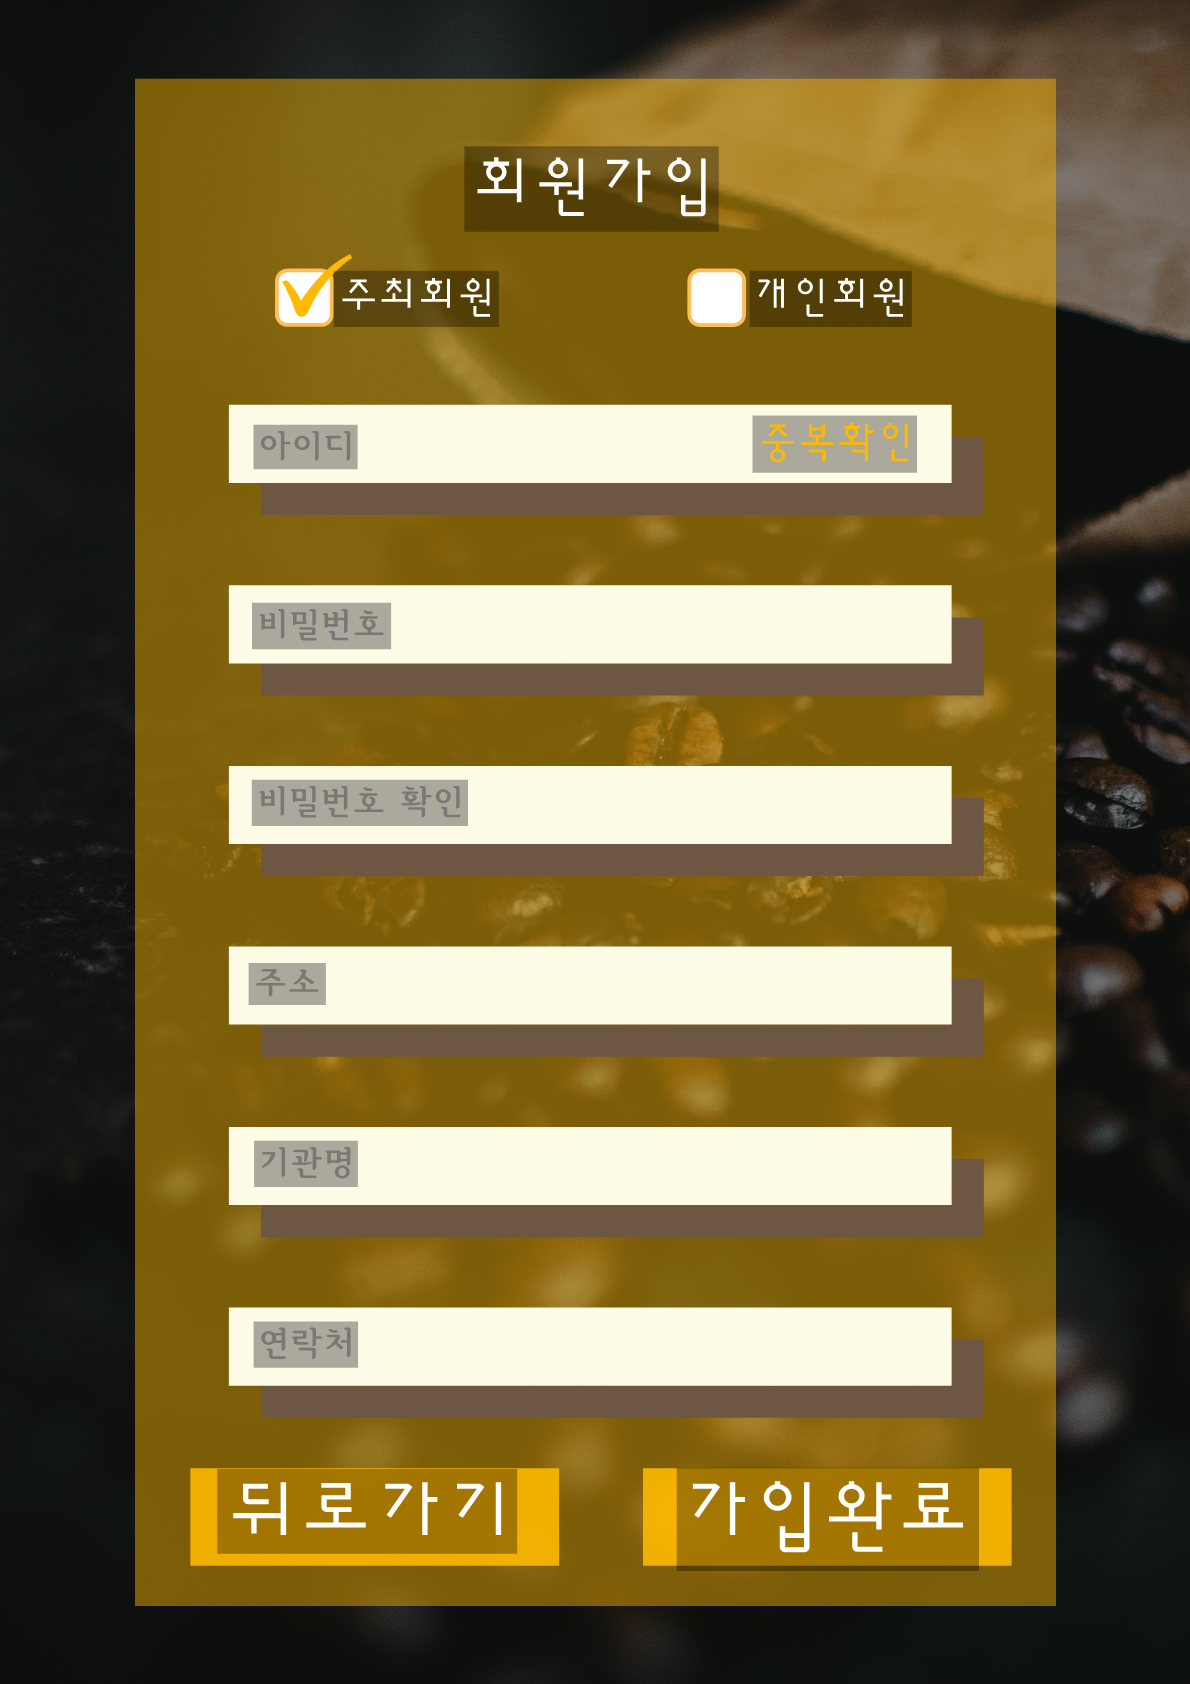 회원가입
주최회원
개인회원
아이디
중복확인
비밀번호
비밀번호 확인
주소
기관명
연락처
뒤로가기
가입완료